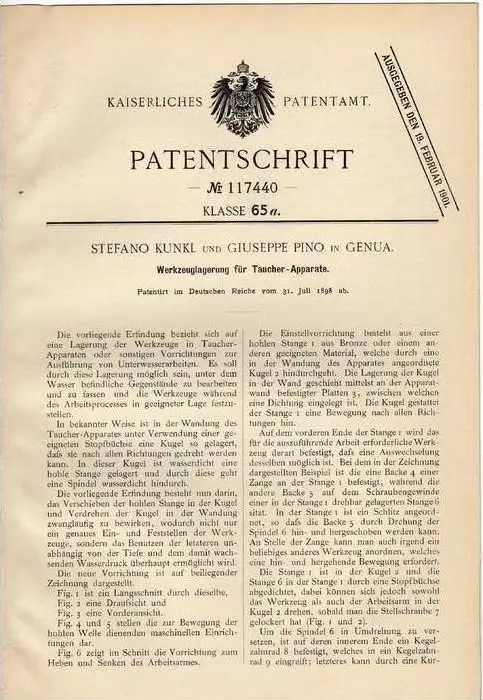 KAISERLICHES PATENTAMT.
AUSGEGEBEN DEN 19. FEBRUAR 1901.
PATENTSCHRIFT
— № 117440 —
KLASSE 65a.
STEFANO KUNKL UND GIUSEPPE PINO IN GENUA.
Werkzeuglagerung für Taucher-Apparate.
Patentirt im Deutschen Reiche vom 31. Juli 1898 ab.
Die vorliegende Erfindung bezieht sich auf
eine Lagerung der Werkzeuge in Taucher-
Apparaten oder sonstigen Vorrichtungen zur
Ausführung von Unterwasserarbeiten. Es soll
durch diese Lagerung möglich sein, unter dem
Wasser befindliche Gegenstände zu bearbeiten
und zu fassen und die Werkzeuge während
des Arbeitsprocesses in geeigneter Lage festzu-
stellen.
In bekannter Weise ist in der Wandung des
Taucher-Apparates unter Verwendung einer ge-
eigneten Stopfbüchse eine Kugel so gelagert,
daß sie nach allen Richtungen gedreht werden
kann. In dieser Kugel ist wasserdicht eine
hohle Stange gelagert und durch diese geht
eine Spindel wasserdicht hindurch.
Die vorliegende Erfindung besteht nun darin,
das Verschieben der hohlen Stange in der Kugel
und Verdrehen der Kugel in der Wandung
zwangläufig zu bewirken, wodurch nicht nur
ein genaues Ein- und Feststellen der Werk-
zeuge, sondern das Benutzen der letzteren un-
abhängig von der Tiefe und dem damit wach-
senden Wasserdruck überhaupt ermöglicht wird.
Die neue Vorrichtung ist auf beiliegender
Zeichnung dargestellt.
Fig. 1 ist ein Längsschnitt durch dieselbe,
Fig. 2 eine Draufsicht und
Fig. 3 eine Vorderansicht.
Fig. 4 und 5 stellen die zur Bewegung der
hohlen Welle dienenden maschinellen Einrich-
tungen dar.
Fig. 6 zeigt im Schnitt die Vorrichtung zum
Heben und Senken des Arbeitsarmes.
Die Einstellvorrichtung besteht aus einer
hohlen Stange 1 aus Bronze oder einem an-
deren geeigneten Material, welche durch eine
in der Wandung des Apparates angeordnete
Kugel 2 hindurchgeht. Die Lagerung der Kugel
in der Wand geschieht mittelst an der Apparat-
wand befestigter Platten 3, zwischen welchen
eine Dichtung eingelegt ist. Die Kugel gestattet
der Stange 1 eine Bewegung nach allen Rich-
tungen hin.
Auf dem vorderen Ende der Stange 1 wird das
für die auszuführende Arbeit erforderliche Werk-
zeug derart befestigt, daß eine Auswechselung
desselben möglich ist. Bei dem in der Zeichnung
dargestellten Beispiel ist die Backe 4 einer
Zange an der Stange 1 befestigt, während die
andere Backe 5 auf dem Schraubengewinde
einer in der Stange 1 drehbar gelagerten Stange 6
sitzt. In der Stange 1 ist ein Schlitz angeord-
net, so daß die Backe 5 durch Drehung der
Spindel 6 hin- und hergeschoben werden kann.
An Stelle der Zange kann man auch irgend ein
beliebiges anderes Werkzeug anordnen, welches
eine hin- und hergehende Bewegung erfordert.
Die Stange 1 ist in der Kugel 2 und die
Stange 6 in der Stange 1 durch eine Stopfbüchse
abgedichtet, dabei können sich jedoch sowohl
das Werkzeug als auch der Arbeitsarm in der
Kugel 2 drehen, sobald man die Stellschraube 7
gelockert hat (Fig. 1 und 2).
Um die Spindel 6 in Umdrehung zu ver-
setzen, ist an deren innerem Ende ein Kegel-
zahnrad 8 befestigt, welches in ein Kegelzahn-
rad 9 eingreift; letzteres kann durch eine Kur-